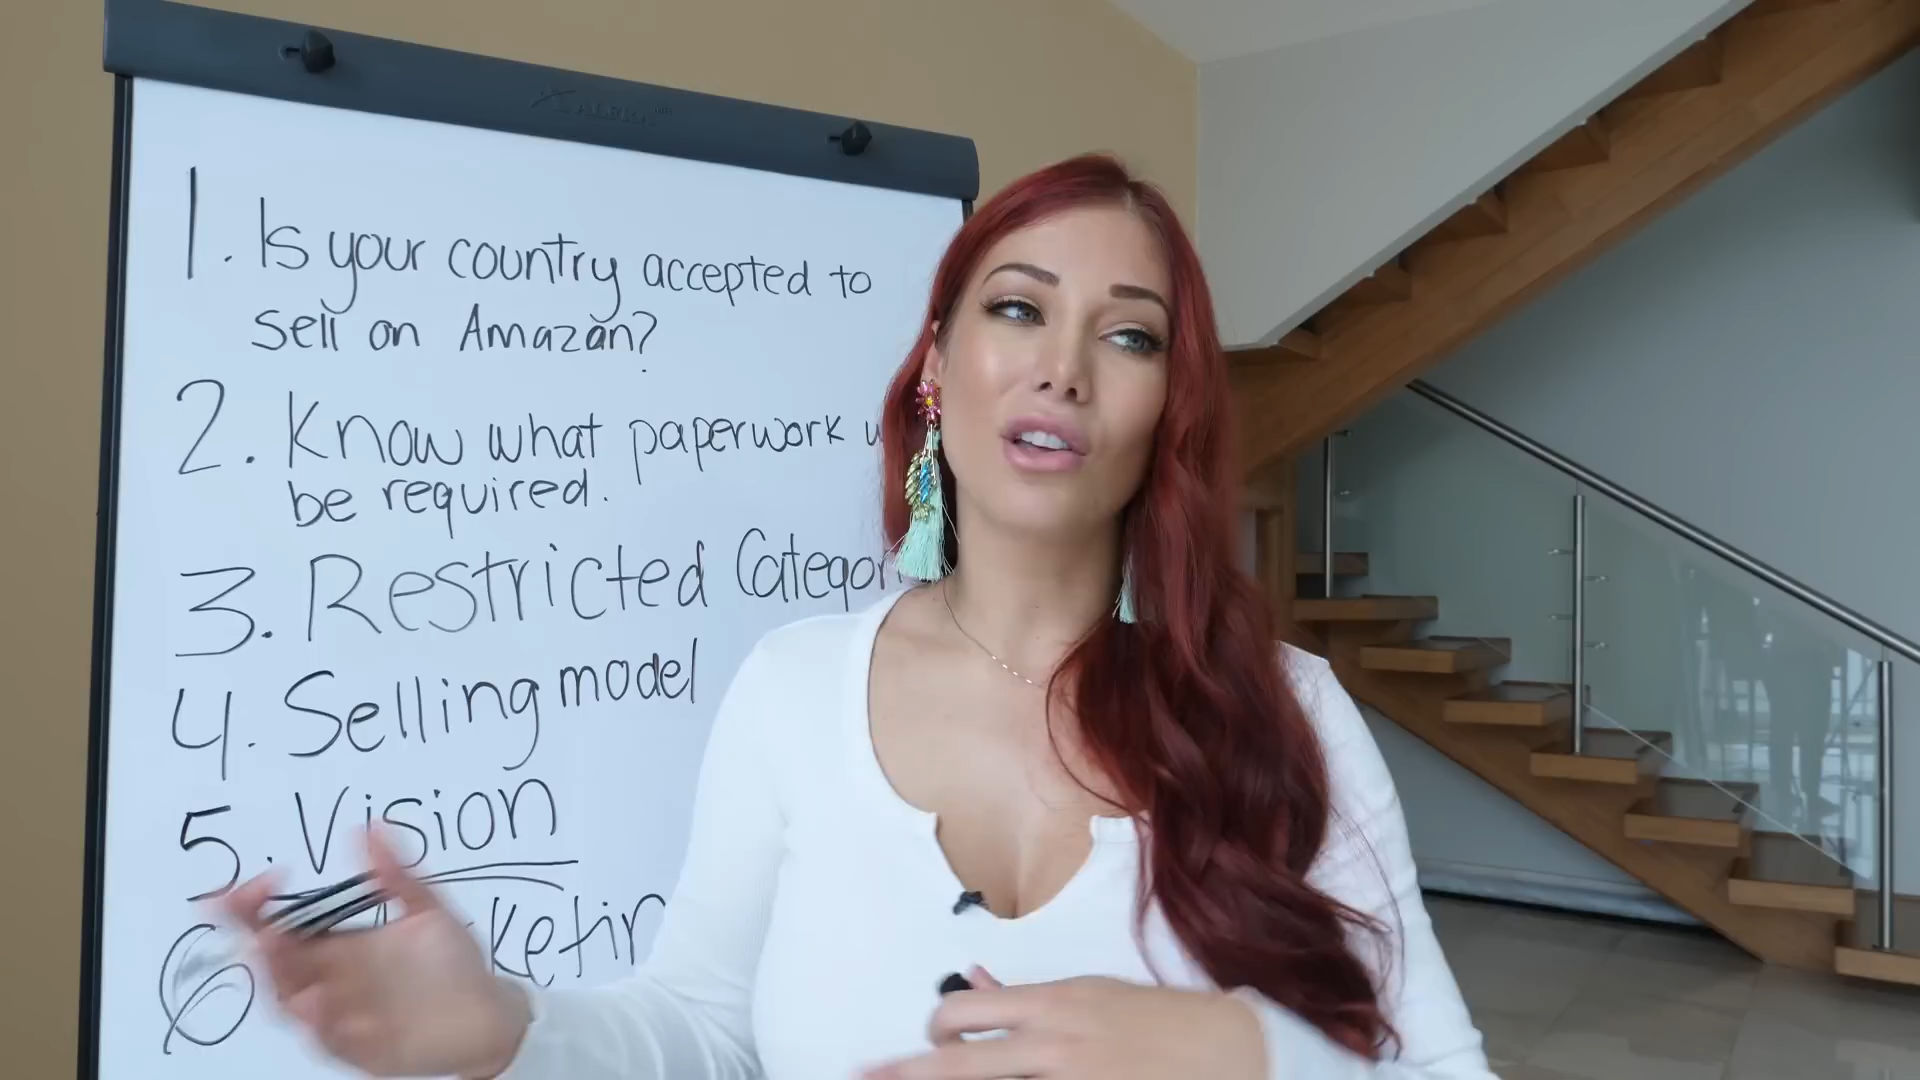 1. Is your country accepted to
sell on Amazon?
2. Know what paperwork
be required.
3. Restricted
4. Selling model
5. Vision
6